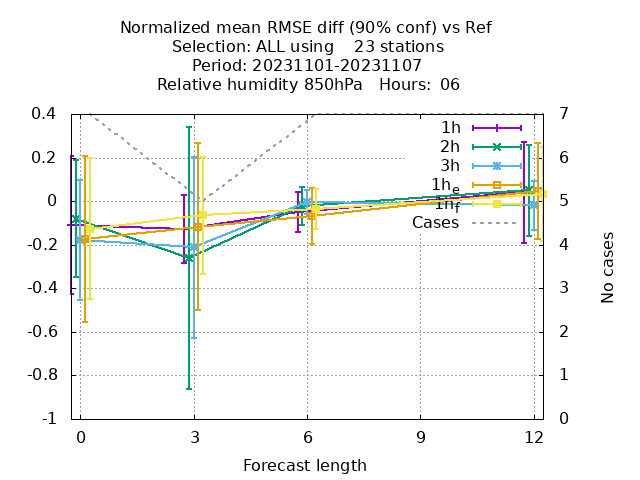 Normalized mean RMSE diff (90% conf) vs Ref
Selection: ALL using    23 stations
Period: 20231101-20231107
Relative humidity 850hPa   Hours:  06
0.4
0.2
0
-0.2
-0.4
-0.6
-0.8
-1
7
6
5
4
3
2
1
0
1h
2h
3h
1he
1hf
Cases
No cases
0
3
6
9
12
Forecast length